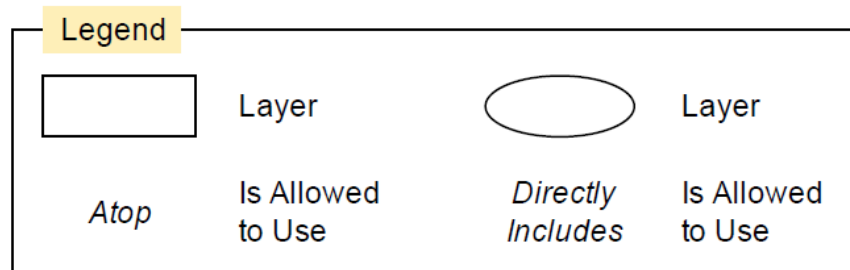 Legend
Layer
Layer
Atop
Is Allowed
to Use
Directly
Includes
Is Allowed
to Use